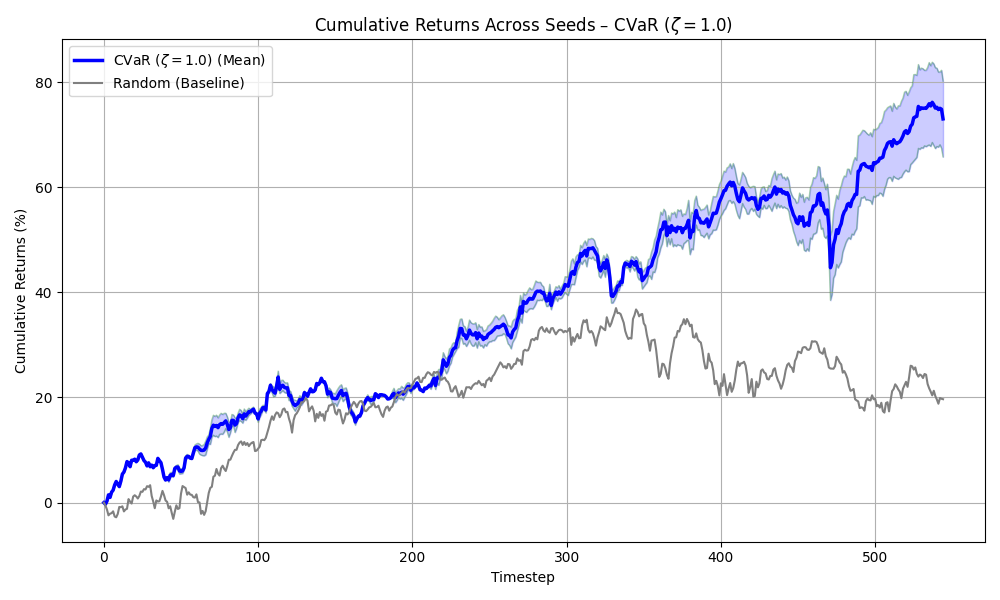 Cumulative Returns Across Seeds – CVaR (ζ = 1.0)
CVaR (ζ = 1.0) (Mean)
Random (Baseline)
Cumulative Returns (%)
80
60
40
20
0
0 100 200 300 400 500
Timestep